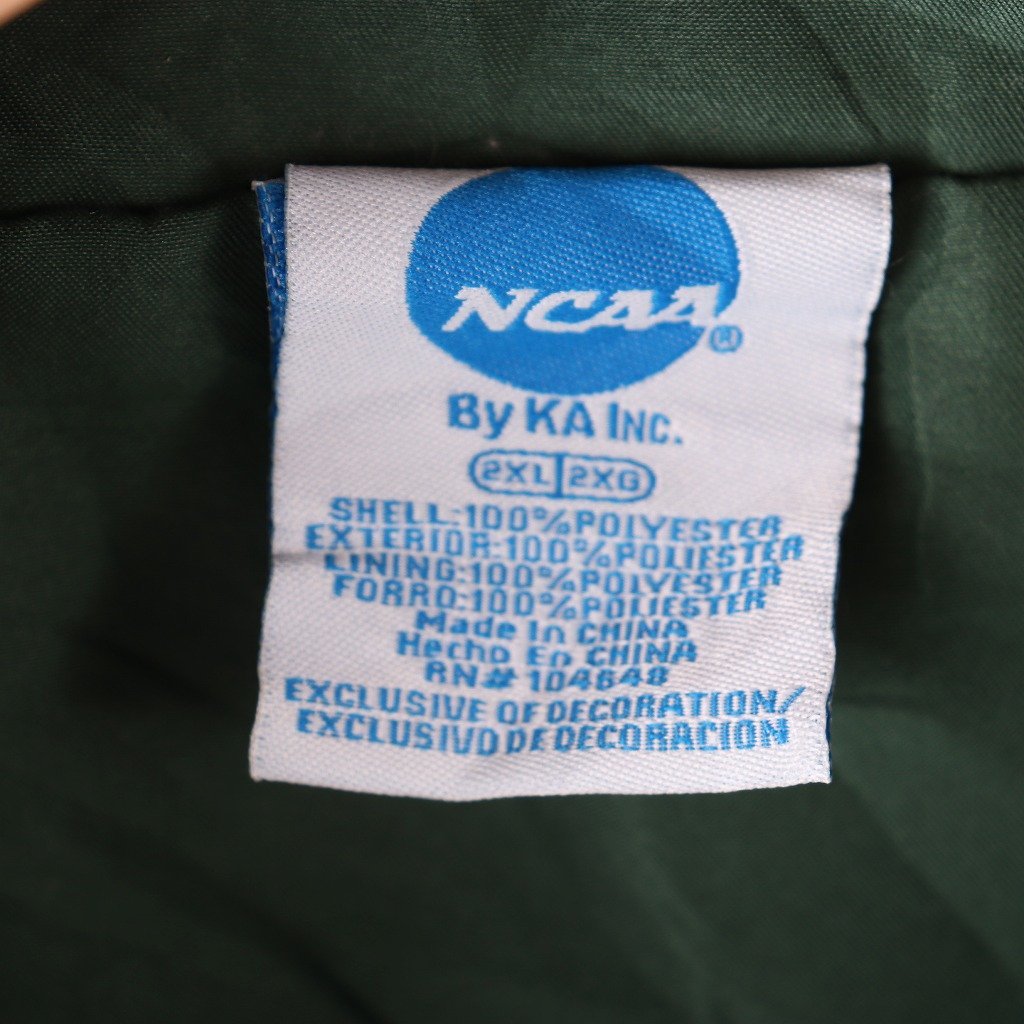 NCAA®
By KA INC.
2XL 2XG
SHELL:100%POLYESTER
EXTERIOR:100%POLIESTER
LINING:100%POLYESTER
FORRO:100%POLIESTER
Made In CHINA
Hecho En CHINA
RN# 104648
EXCLUSIVE OF DECORATION/
EXCLUSIVO DE DECORACION